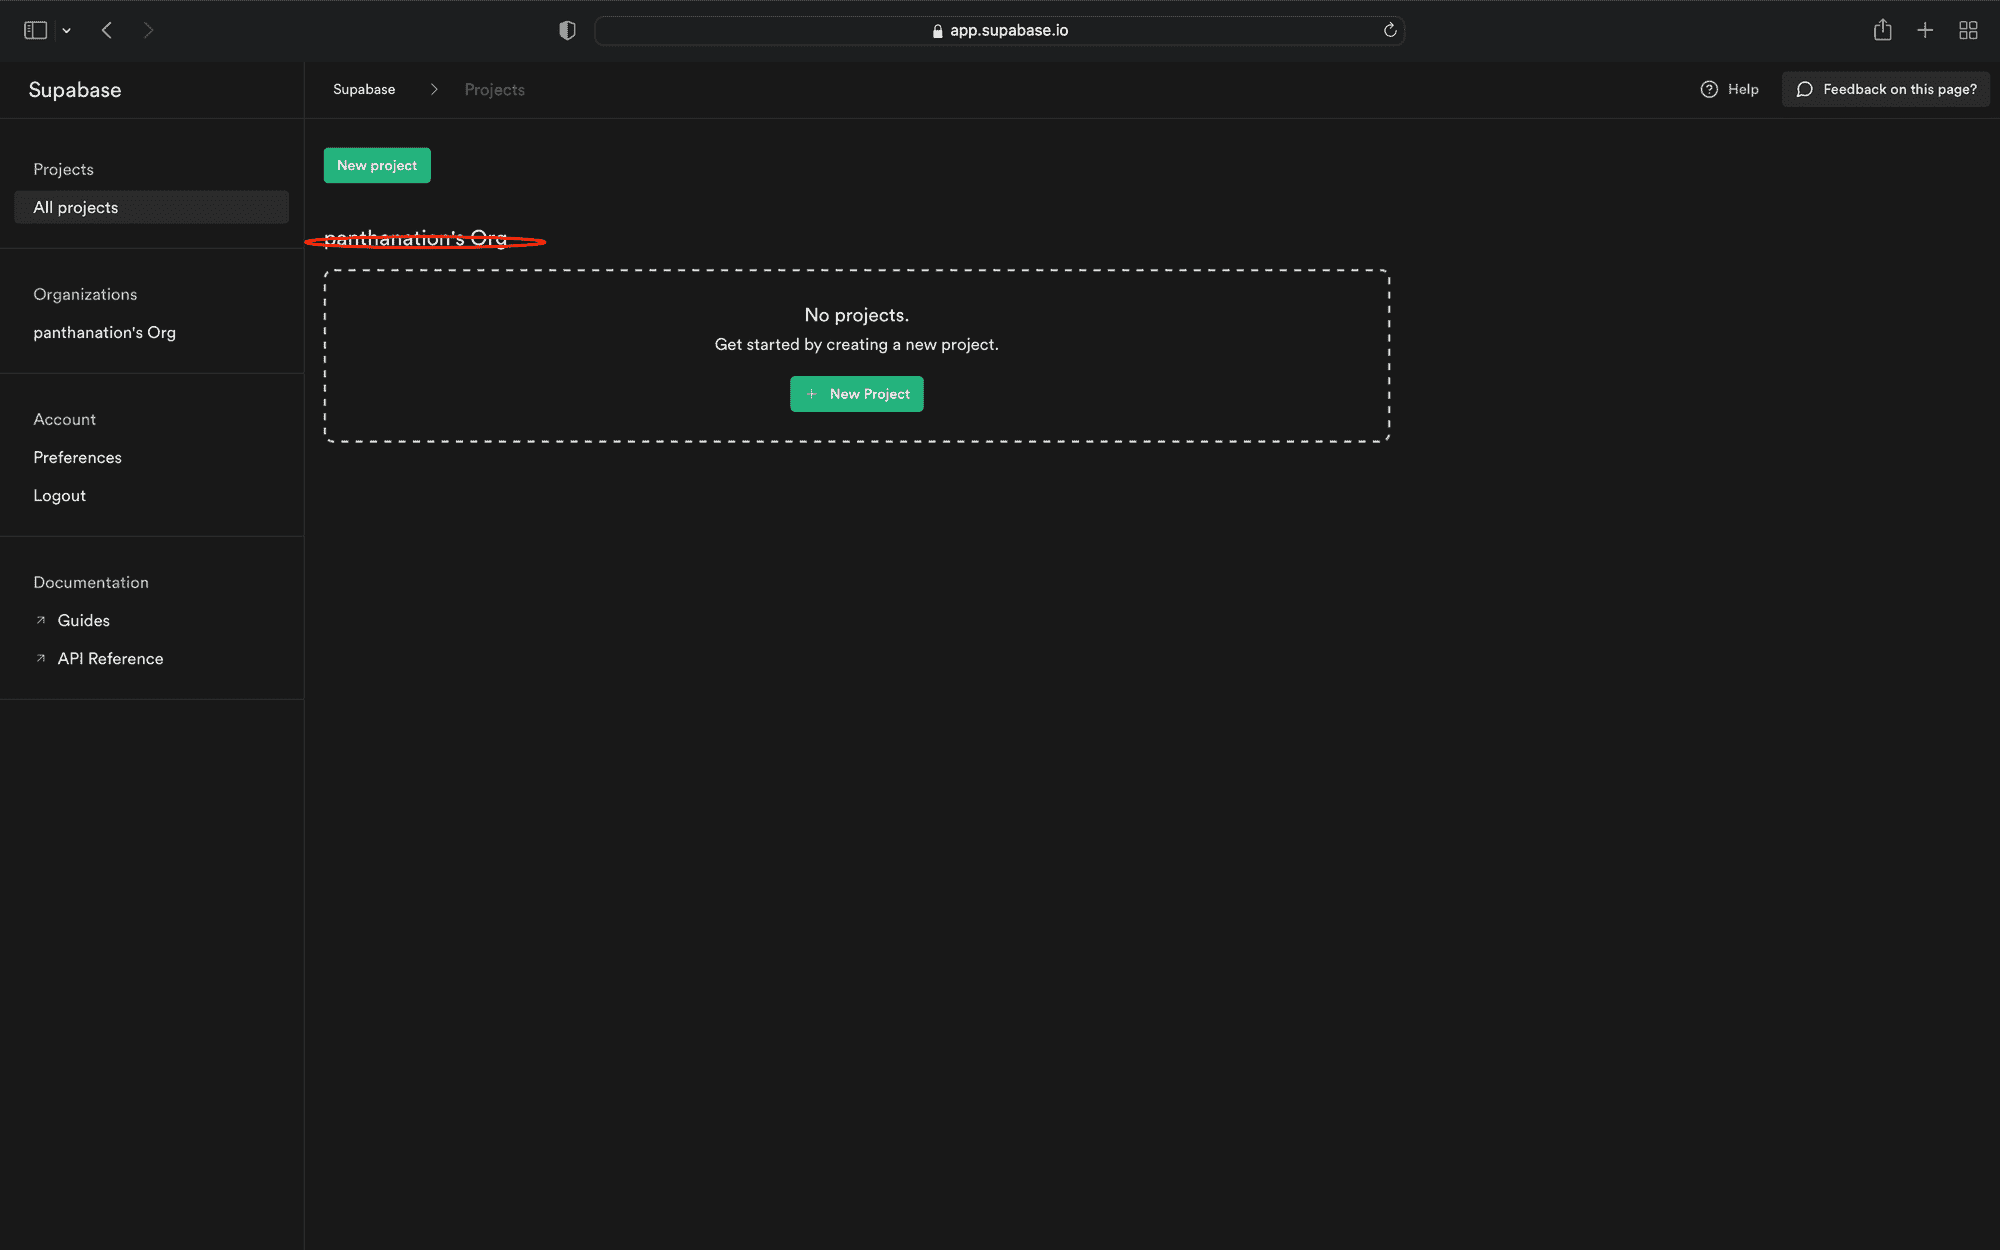 app.supabase.io
Supabase
Supabase > Projects
Help
Feedback on this page?
Projects
All projects
Organizations
panthanation's Org
Account
Preferences
Logout
Documentation
Guides
API Reference
New project
panthanation's Org
No projects.
Get started by creating a new project.
+ New Project